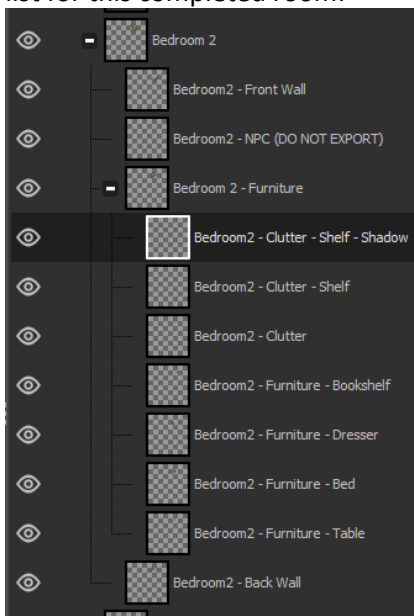 list for this completed room.
Bedroom 2
Bedroom2 - Front Wall
Bedroom2 - NPC (DO NOT EXPORT)
Bedroom 2 - Furniture
Bedroom2 - Clutter - Shelf - Shadow
Bedroom2 - Clutter - Shelf
Bedroom2 - Clutter
Bedroom2 - Furniture - Bookshelf
Bedroom2 - Furniture - Dresser
Bedroom2 - Furniture - Bed
Bedroom2 - Furniture - Table
Bedroom2 - Back Wall